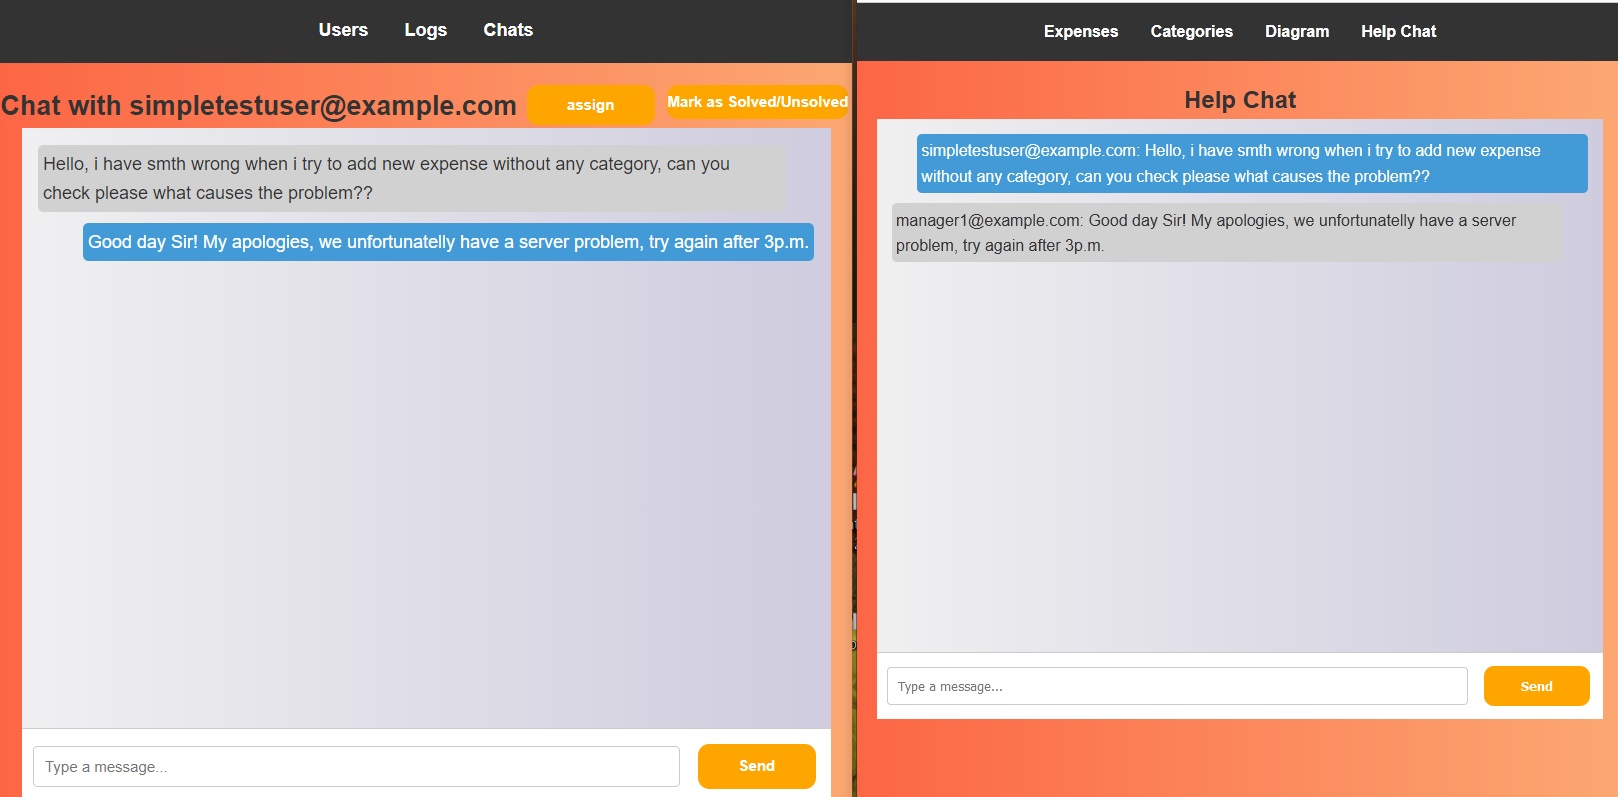 Users Logs Chats
Chat with simpletestuser@example.com assign Mark as Solved/Unsolved
Hello, i have smth wrong when i try to add new expense without any category, can you
check please what causes the problem??
Good day Sir! My apologies, we unfortunatelly have a server problem, try again after 3p.m.
Type a message...
Send
Expenses Categories Diagram Help Chat
Help Chat
simpletestuser@example.com: Hello, i have smth wrong when i try to add new expense
without any category, can you check please what causes the problem??
manager1@example.com: Good day Sir! My apologies, we unfortunatelly have a server
problem, try again after 3p.m.
Type a message...
Send